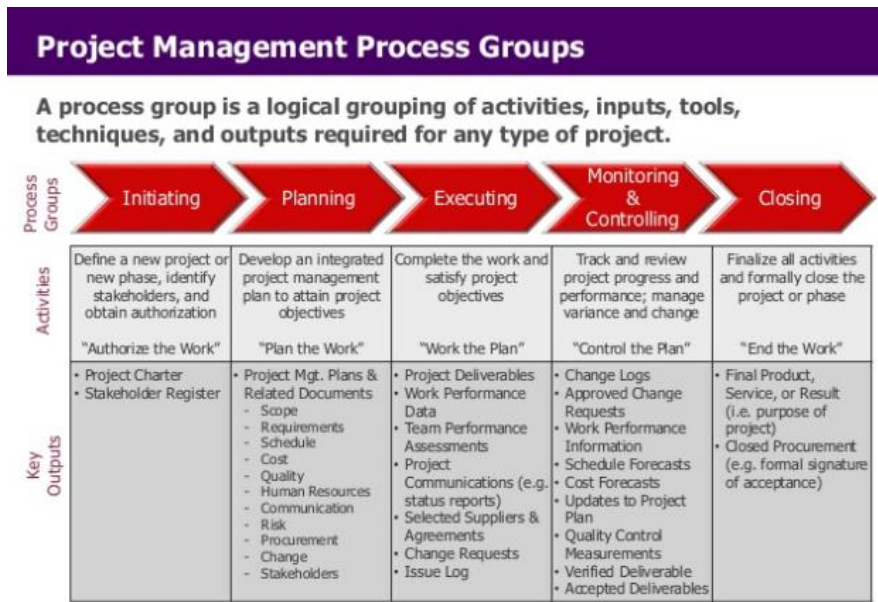 Project Management Process Groups
A process group is a logical grouping of activities, inputs, tools,
techniques, and outputs required for any type of project.
Process
Groups
Initiating
Planning
Executing
Monitoring
&
Controlling
Closing
Activities
Define a new project or
new phase, identify
stakeholders, and
obtain authorization
"Authorize the Work"
Develop an integrated
project management
plan to attain project
objectives
"Plan the Work"
Complete the work and
satisfy project
objectives
"Work the Plan"
Track and review
project progress and
performance; manage
variance and change
"Control the Plan"
Finalize all activities
and formally close the
project or phase
"End the Work"
Key
Outputs
• Project Charter
• Stakeholder Register
• Project Mgt. Plans &
Related Documents
- Scope
- Requirements
- Schedule
- Cost
- Quality
- Human Resources
- Communication
- Risk
- Procurement
- Change
- Stakeholders
• Project Deliverables
• Work Performance
Data
• Team Performance
Assessments
• Project
Communications (e.g.
status reports)
• Selected Suppliers &
Agreements
• Change Requests
• Issue Log
• Change Logs
• Approved Change
Requests
• Work Performance
Information
• Schedule Forecasts
• Cost Forecasts
• Updates to Project
Plan
• Quality Control
Measurements
• Verified Deliverable
• Accepted Deliverables
• Final Product,
Service, or Result
(i.e. purpose of
project)
• Closed Procurement
(e.g. formal signature
of acceptance)